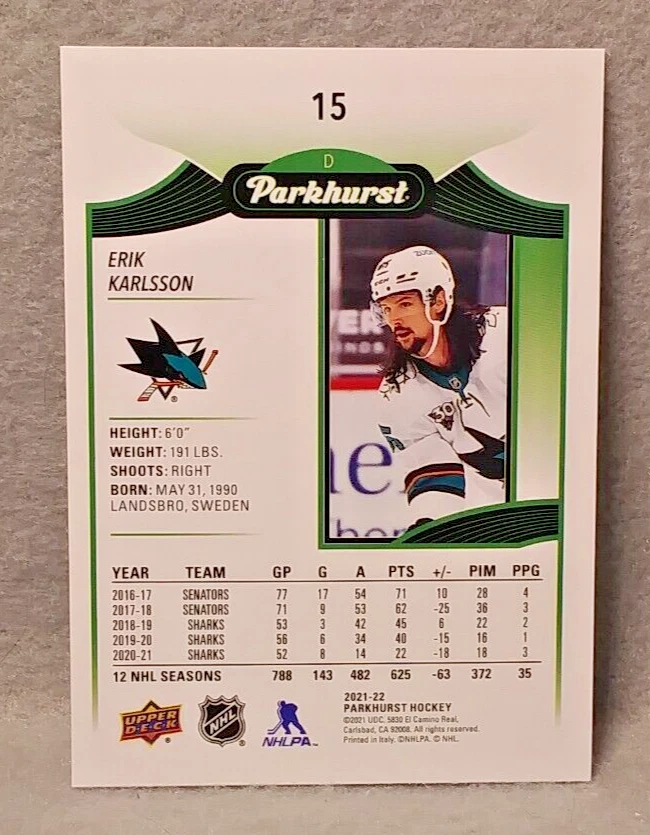 15
D
Parkhurst
ERIK
KARLSSON
HEIGHT: 6'0"
WEIGHT: 191 LBS.
SHOOTS: RIGHT
BORN: MAY 31, 1990
LANDSBRO, SWEDEN
YEAR TEAM GP G A PTS +/- PIM PPG
2016-17 SENATORS 77 17 54 71 10 28 4
2017-18 SENATORS 71 9 53 62 -25 36 3
2018-19 SHARKS 53 3 42 45 6 22 2
2019-20 SHARKS 56 6 34 40 -15 16 1
2020-21 SHARKS 52 8 14 22 -18 18 3
12 NHL SEASONS 788 143 482 625 -63 372 35
UPPER
DECK
NHL
NHLPA
2021-22
PARKHURST HOCKEY
©2021 UDC, 5830 El Camino Real,
Carlsbad, CA 92008. All rights reserved.
Printed in Italy. ©NHLPA. © NHL.